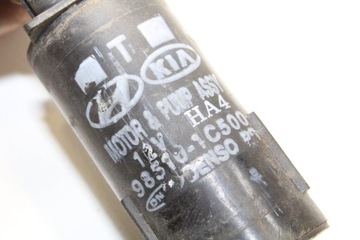 T
KIA
MOTOR & PUMP ASSY
12V HA4
98510-1C500
DENSO